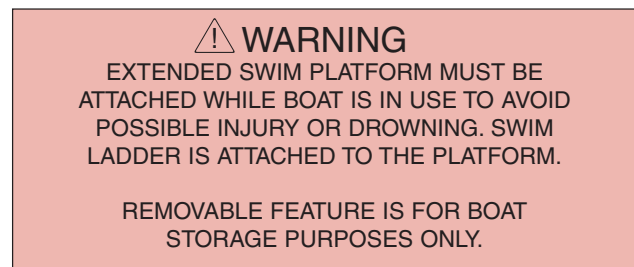 WARNING
EXTENDED SWIM PLATFORM MUST BE
ATTACHED WHILE BOAT IS IN USE TO AVOID
POSSIBLE INJURY OR DROWNING. SWIM
LADDER IS ATTACHED TO THE PLATFORM.
REMOVABLE FEATURE IS FOR BOAT
STORAGE PURPOSES ONLY.